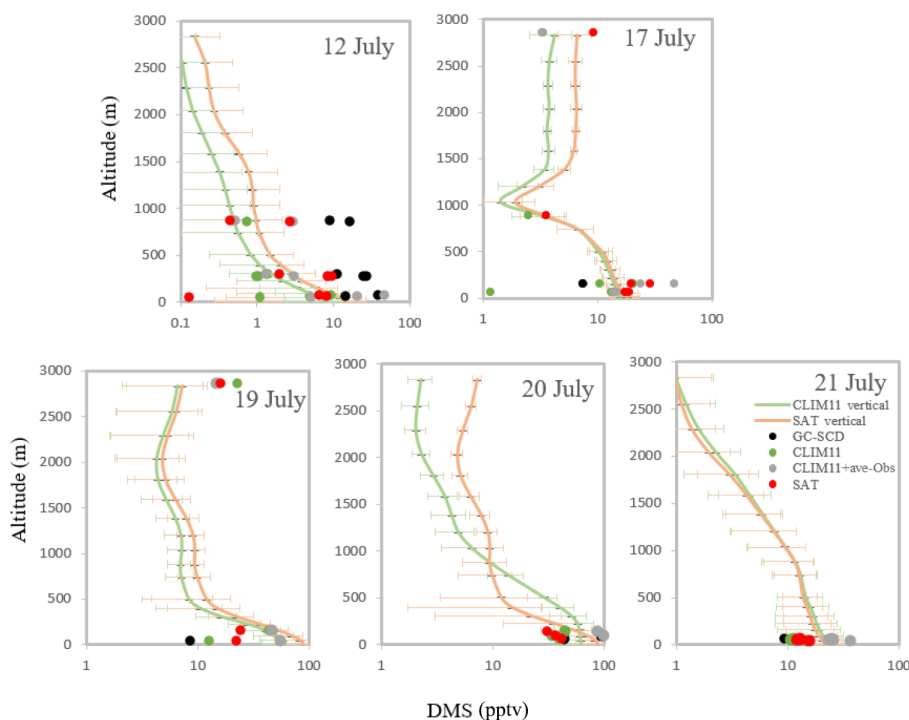 12 July
3000
2500
2000
1500
1000
500
0
0.1 1 10 100
Altitude (m)
17 July
3000
2500
2000
1500
1000
500
0
1 10 100
19 July
3000
2500
2000
1500
1000
500
0
1 10 100
Altitude (m)
20 July
3000
2500
2000
1500
1000
500
0
1 10 100
21 July
3000
2500
2000
1500
1000
500
0
1 10 100
CLIM11 vertical
SAT vertical
GC-SCD
CLIM11
CLIM11+ave-Obs
SAT
DMS (pptv)